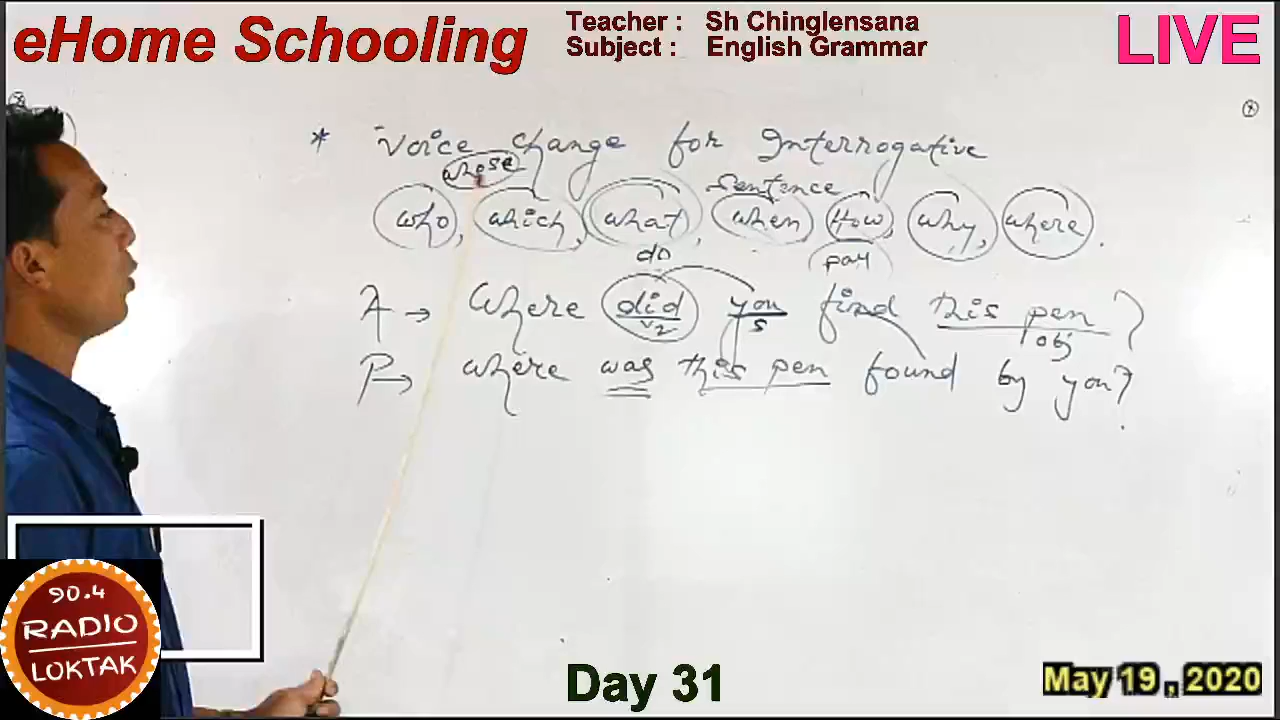 eHome Schooling
Teacher : Sh Chinglensana
Subject : English Grammar
LIVE
* Voice change for Interrogative
Sentence
whose
who, which, what, when, How, why, where.
do
A → Where did you find this pen?
V2 S obj
P → where was this pen found by you?
90.4
RADIO
LOKTAK
Day 31
May 19 , 2020